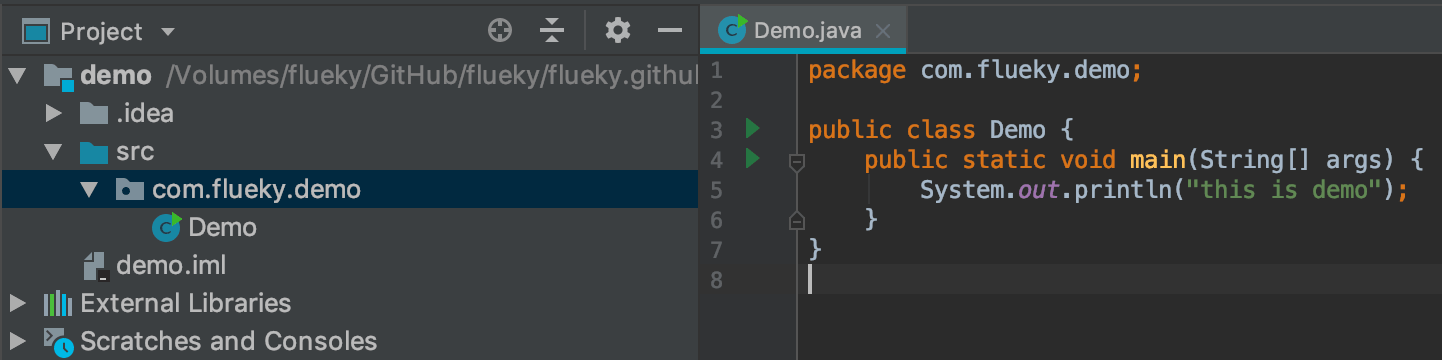 Project
demo /Volumes/flueky/GitHub/flueky/flueky.githu
.idea
src
com.flueky.demo
Demo
demo.iml
External Libraries
Scratches and Consoles
Demo.java
1 package com.flueky.demo;
2
3 public class Demo {
4 public static void main(String[] args) {
5 System.out.println("this is demo");
6 }
7 }
8